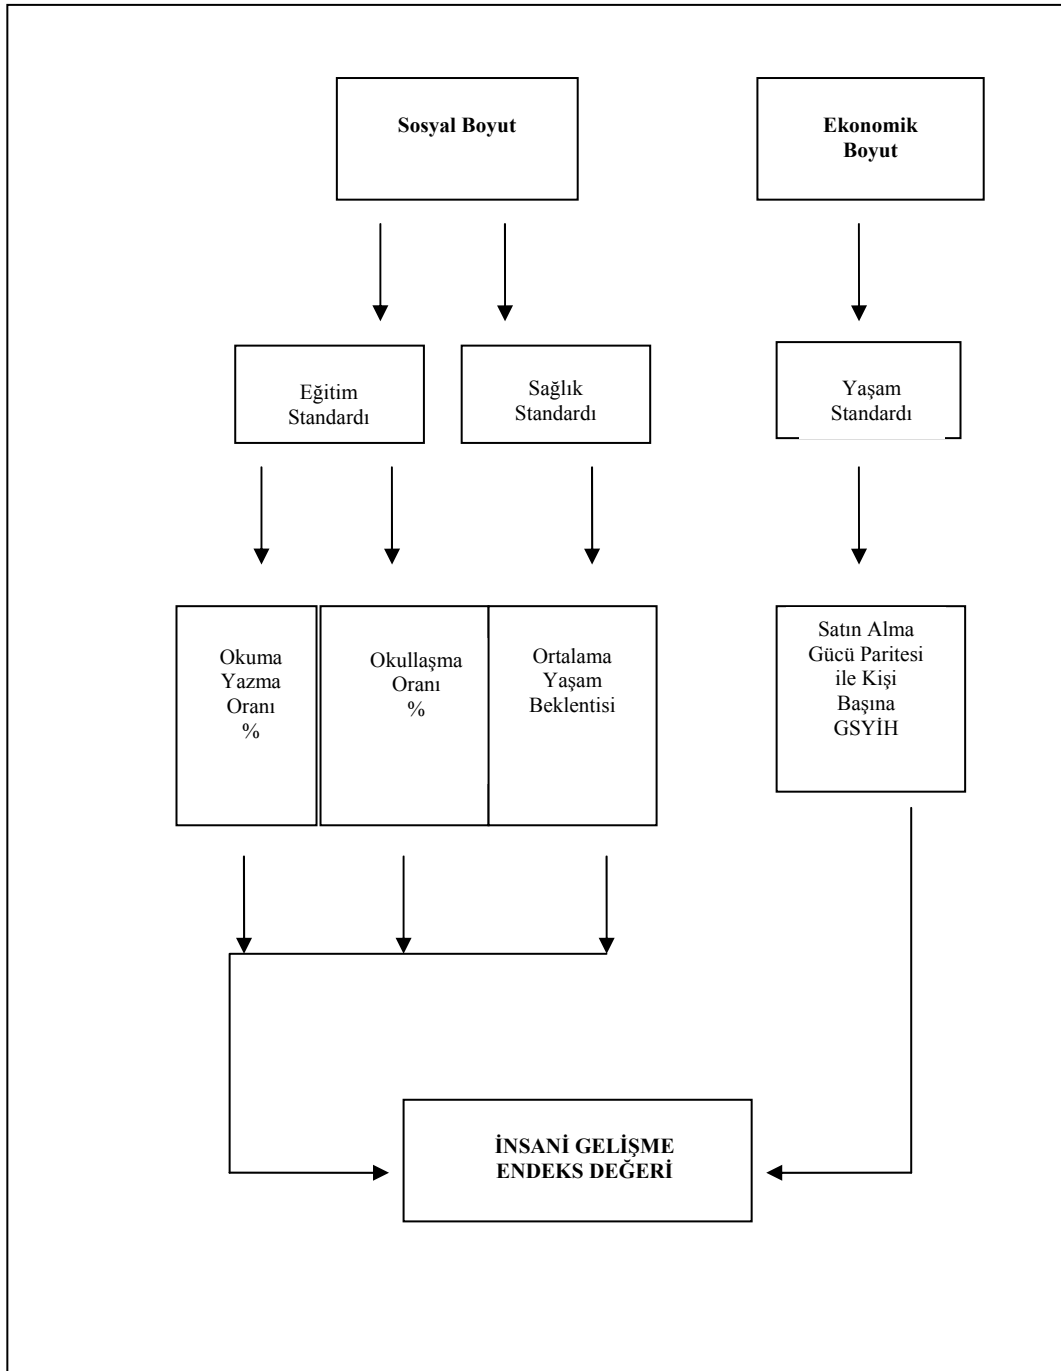 Sosyal Boyut
Ekonomik
Boyut
Eğitim
Standardı
Sağlık
Standardı
Yaşam
Standardı
Okuma
Yazma
Oranı
%
Okullaşma
Oranı
%
Ortalama
Yaşam
Beklentisi
Satın Alma
Gücü Paritesi
ile Kişi
Başına
GSYİH
İNSANİ GELİŞME
ENDEKS DEĞERİ